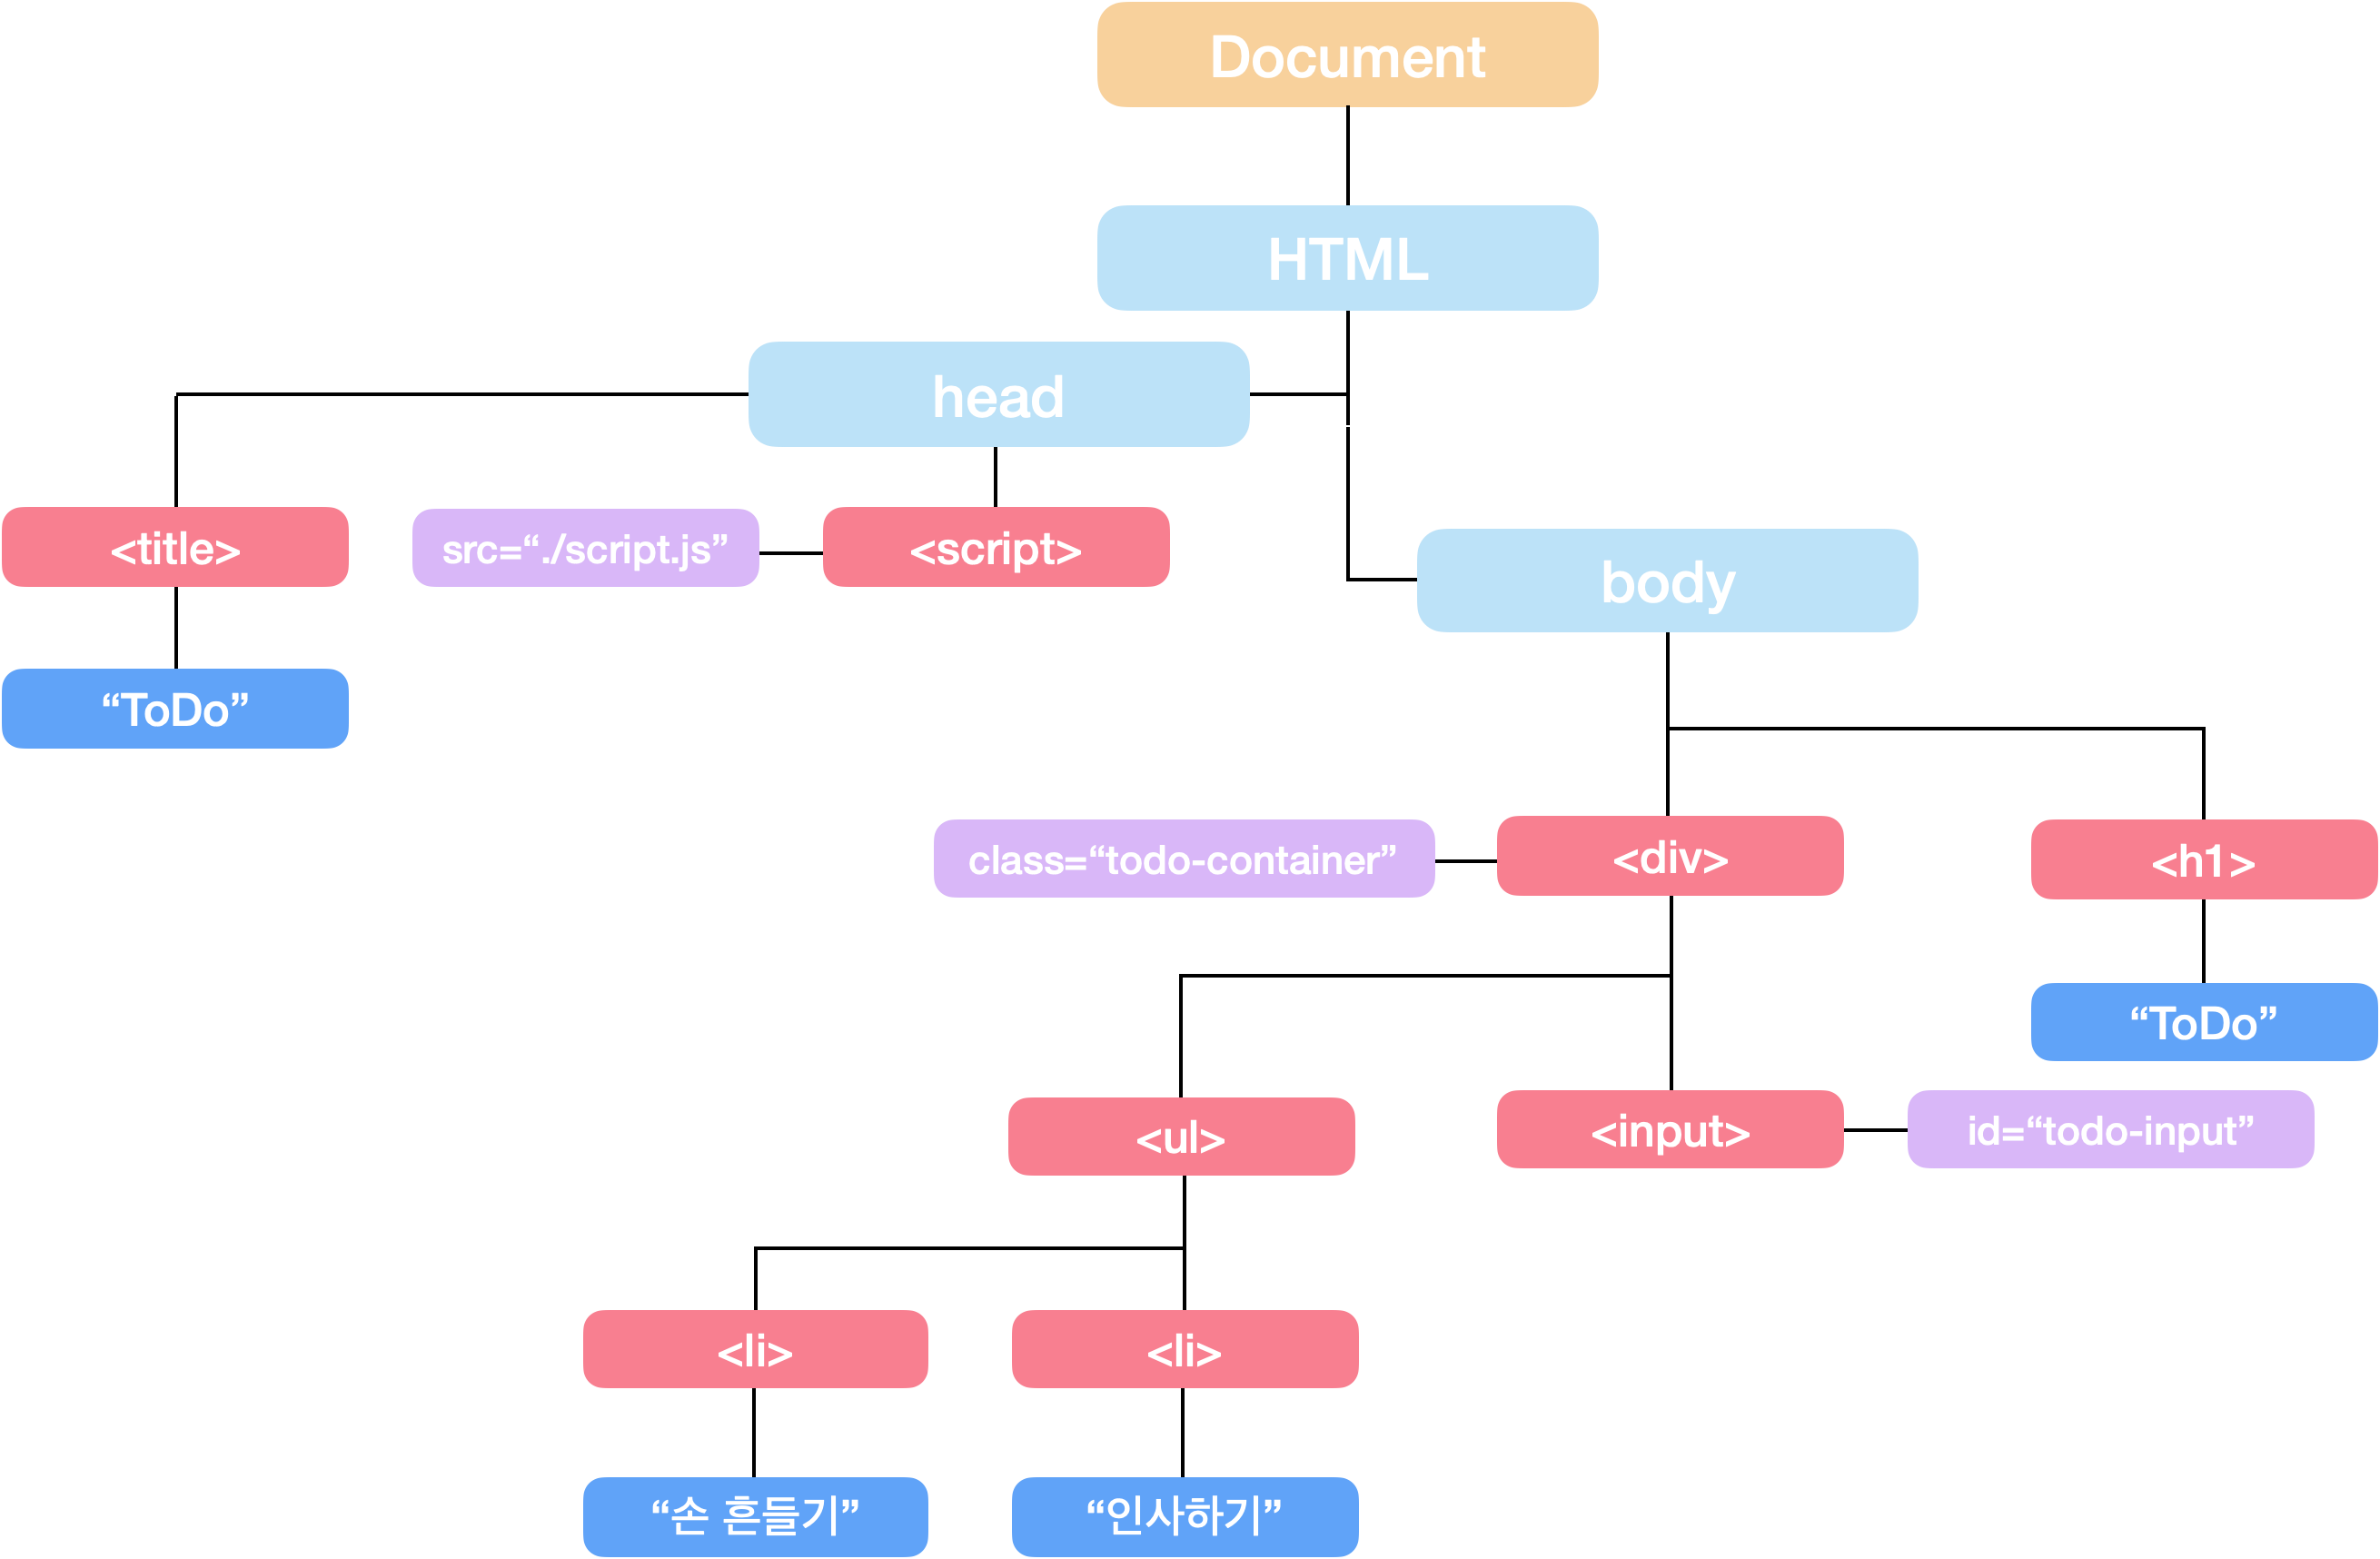 Document
HTML
head
<title>
src=“./script.js”
<script>
body
“ToDo”
class=“todo-container”
<div>
<h1>
“ToDo”
<ul>
<input>
id=“todo-input”
<li>
<li>
“손 흔들기”
“인사하기”